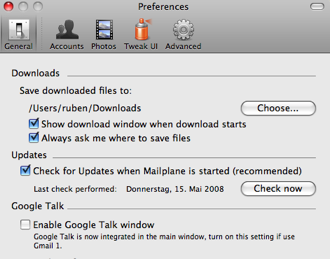 Preferences
General Accounts Photos Tweak UI Advanced
Downloads
Save downloaded files to:
/Users/ruben/Downloads Choose...
Show download window when download starts
Always ask me where to save files
Updates
Check for Updates when Mailplane is started (recommended)
Last check performed: Donnerstag, 15. Mai 2008 Check now
Google Talk
Enable Google Talk window
Google Talk is now integrated in the main window, turn on this setting if use
Gmail 1.